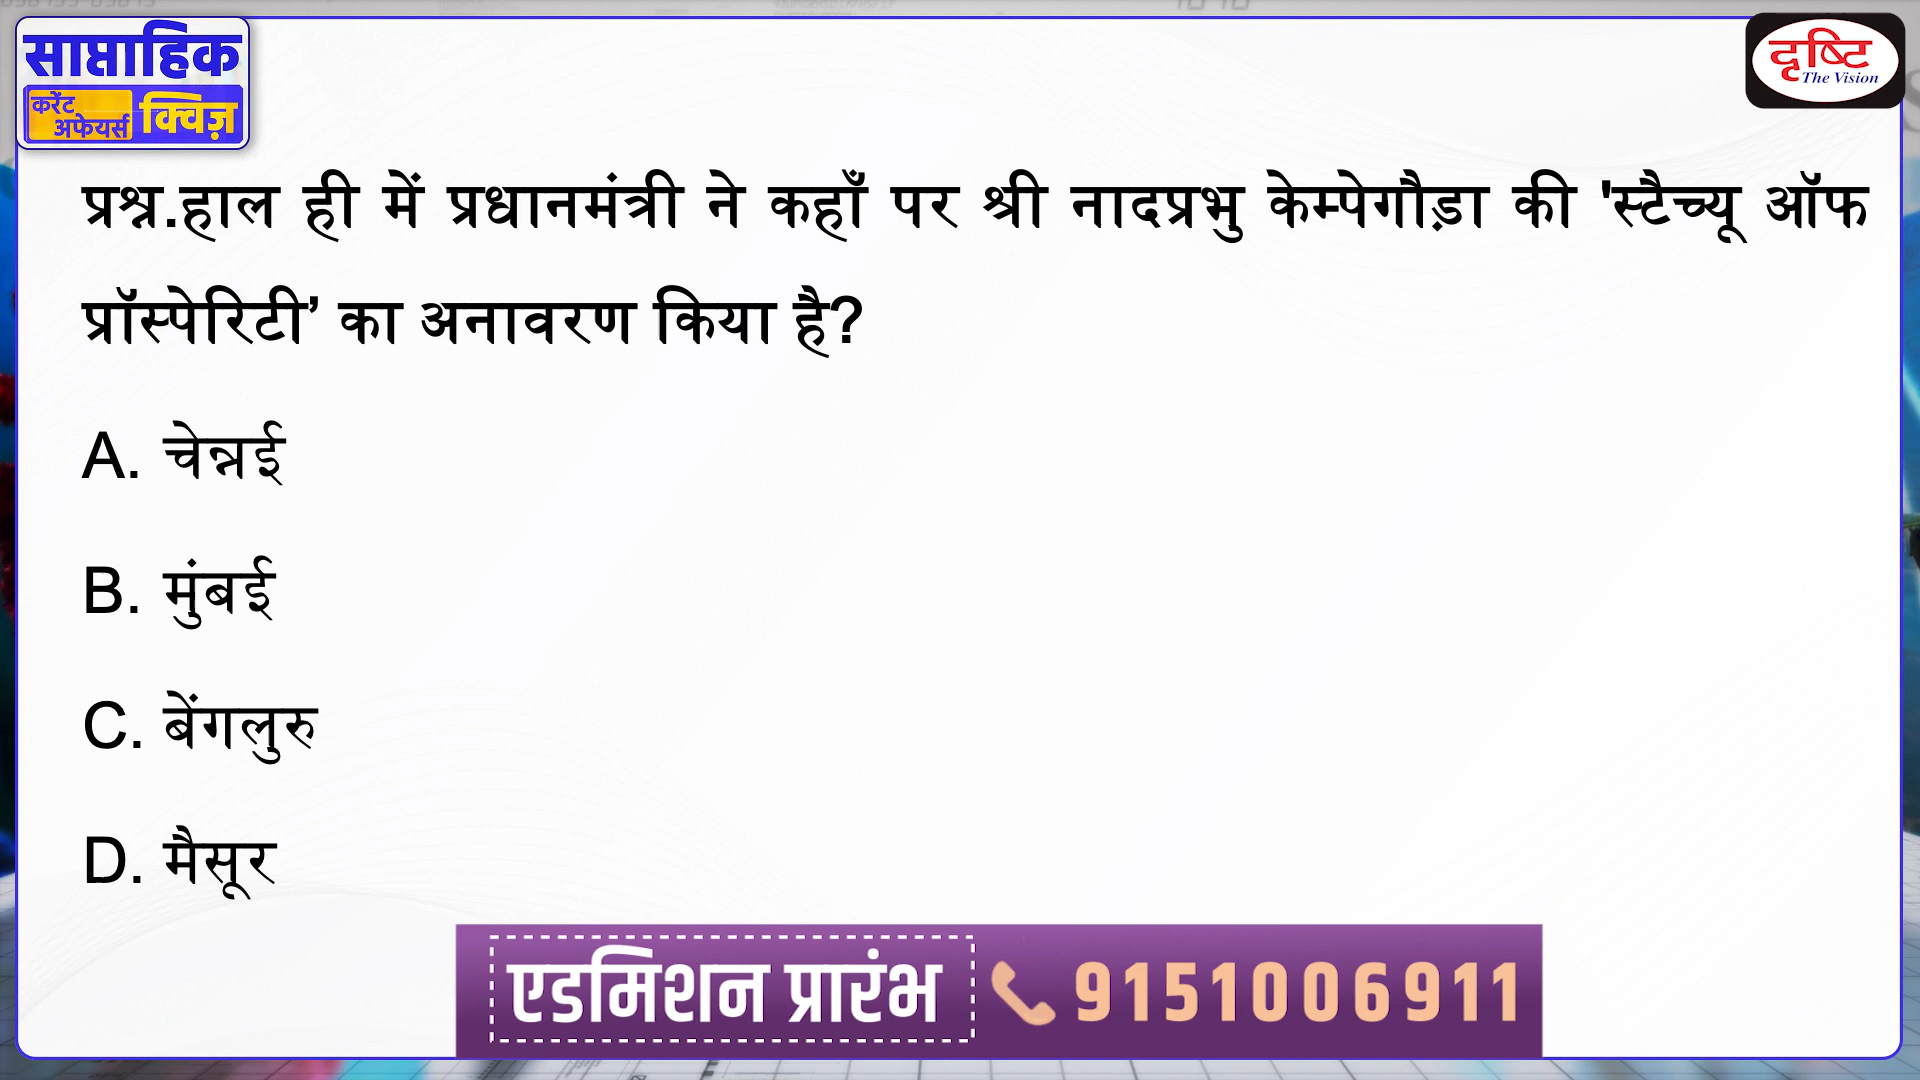 साप्ताहिक
करेंट
अफेयर्स क्विज़
दृष्टि
The Vision
प्रश्न.हाल ही में प्रधानमंत्री ने कहाँ पर श्री नादप्रभु केम्पेगौड़ा की 'स्टैच्यू ऑफ
प्रॉस्पेरिटी’ का अनावरण किया है?
A. चेन्नई
B. मुंबई
C. बेंगलुरु
D. मैसूर
एडमिशन प्रारंभ 9151006911